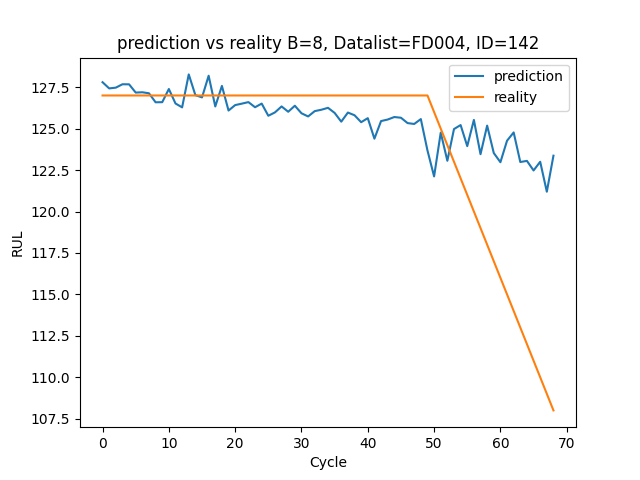 prediction vs reality B=8, Datalist=FD004, ID=142
prediction
reality
127.5
125.0
122.5
120.0
117.5
115.0
112.5
110.0
107.5
RUL
0 10 20 30 40 50 60 70
Cycle